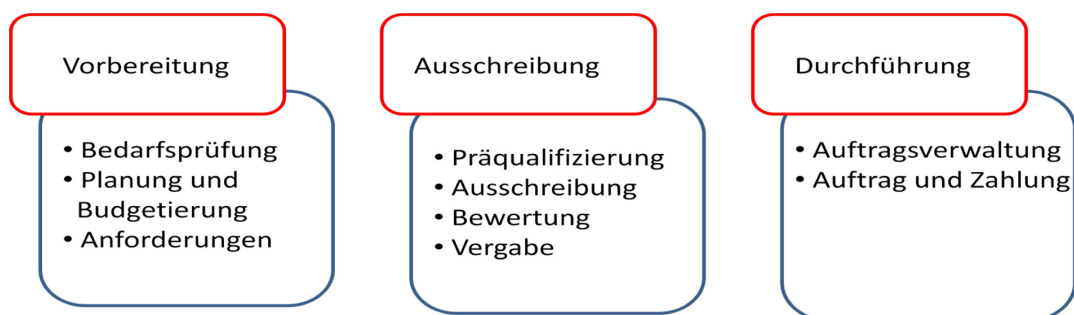 Vorbereitung
• Bedarfsprüfung
• Planung und
Budgetierung
• Anforderungen
Ausschreibung
• Präqualifizierung
• Ausschreibung
• Bewertung
• Vergabe
Durchführung
• Auftragsverwaltung
• Auftrag und Zahlung